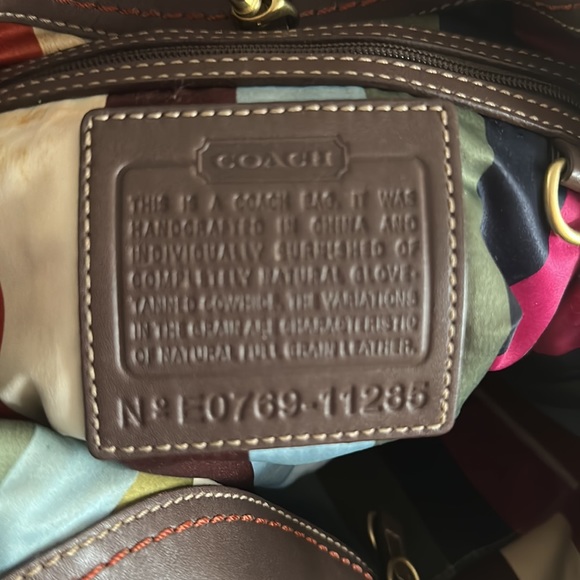 COACH
THIS IS A COACH BAG. IT WAS
HANDCRAFTED IN CHINA AND
INDIVIDUALLY FURNISHED OF
COMPLETELY NATURAL GLOVE-
TANNED COWHIDE. THE VARIATIONS
IN THE GRAIN ARE CHARACTERISTIC
OF NATURAL FULL GRAIN LEATHER.
Nº E0769-11285